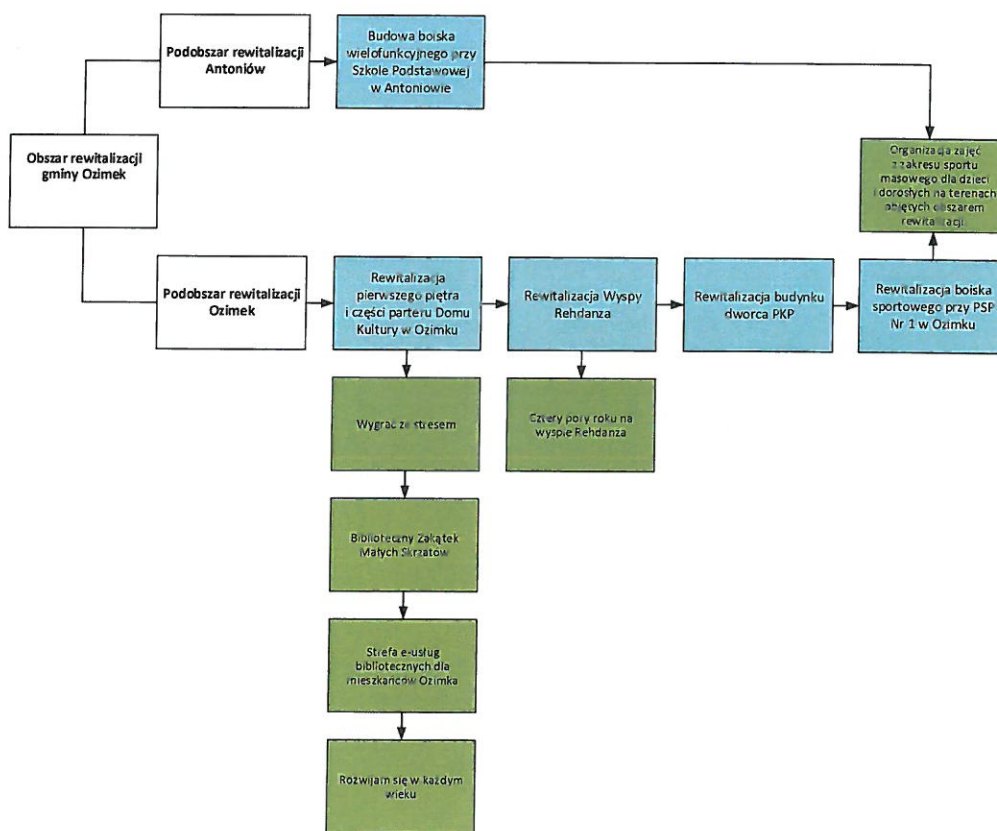 Podobszar rewitalizacji
Antoniów
Budowa boiska
wielofunkcyjnego przy
Szkole Podstawowej
w Antoniowie
Obszar rewitalizacji
gminy Ozimek
Organizacja zajęć
z zakresu sportu
masowego dla dzieci
i dorosłych na terenach
objętych obszarem
rewitalizacji.
Podobszar rewitalizacji
Ozimek
Rewitalizacja
pierwszego piętra
i części parteru Domu
Kultury w Ozimku
Rewitalizacja Wyspy
Rehdanza
Rewitalizacja budynku
dworca PKP
Rewitalizacja boiska
sportowego przy PSP
Nr 1 w Ozimku
Wygrać ze stresem
Cztery pory roku na
wyspie Rehdanza
Biblioteczny Zakątek
Małych Skrzatów
Strefa e-usług
bibliotecznych dla
mieszkańców Ozimka
Rozwijam się w każdym
wieku